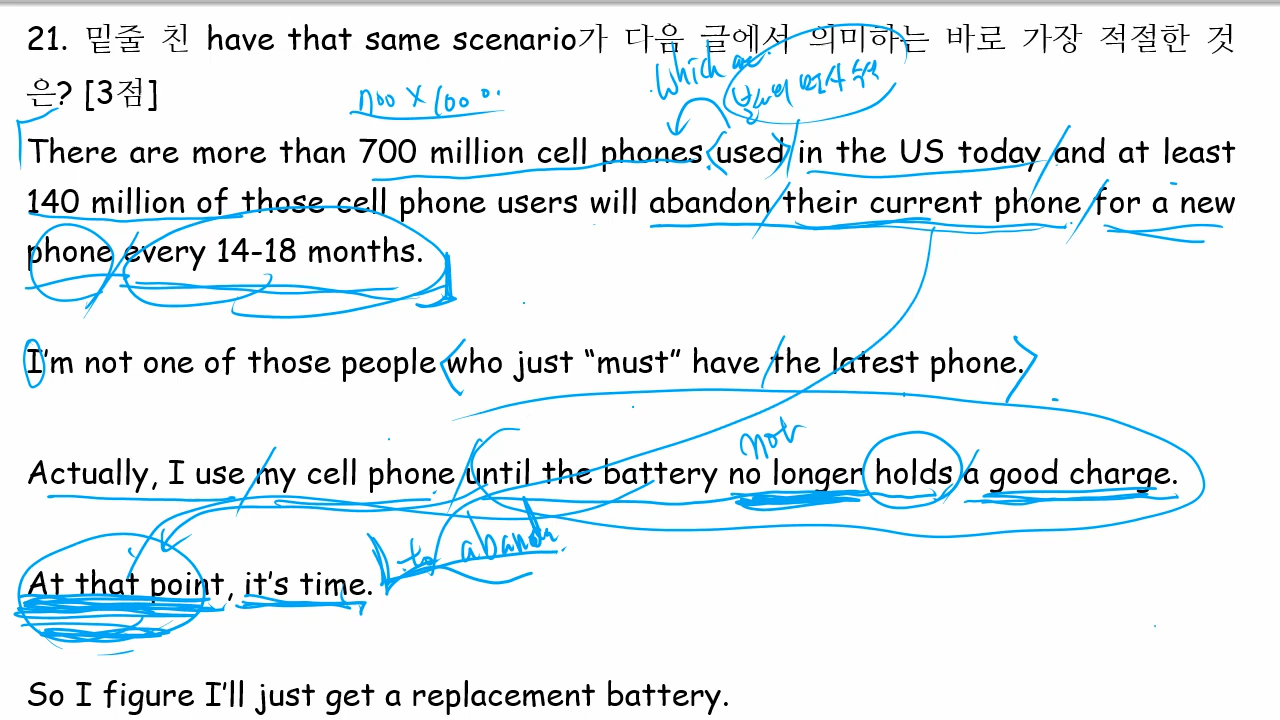 21. 밑줄 친 have that same scenario가 다음 글에서 의미하는 바로 가장 적절한 것
은? [3점]
which are
There are more than 700 million cell phones used in the US today and at least
140 million of those cell phone users will abandon their current phone for a new
phone every 14-18 months.
I'm not one of those people who just “must” have the latest phone.
not
Actually, I use my cell phone until the battery no longer holds a good charge.
to abandon
At that point, it's time.
So I figure I'll just get a replacement battery.